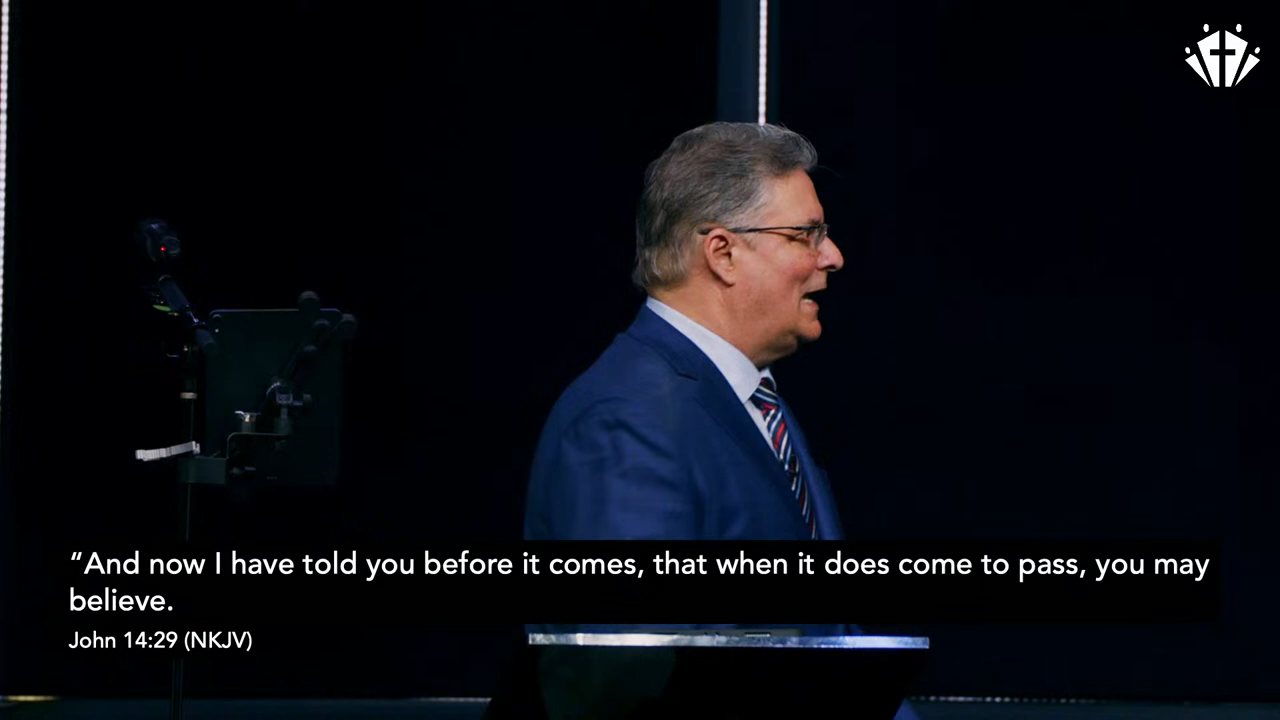 “And now I have told you before it comes, that when it does come to pass, you may
believe.
John 14:29 (NKJV)